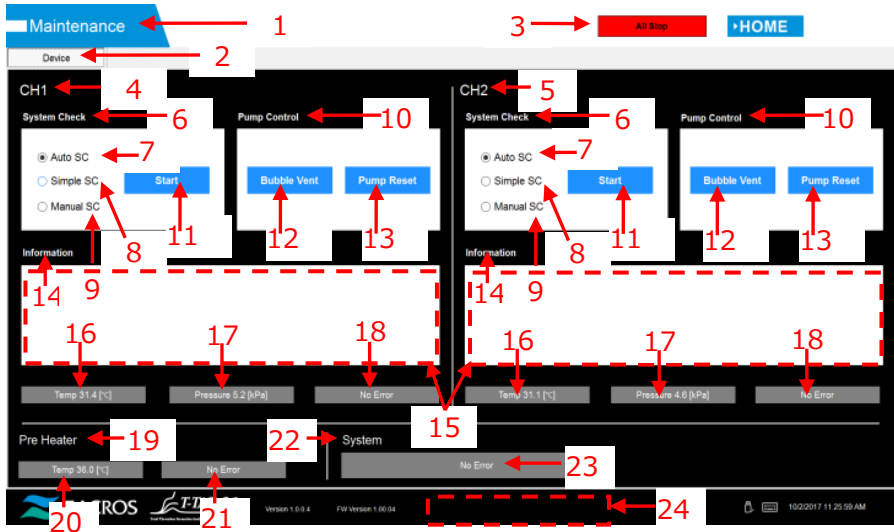 Maintenance 1 3 All Stop HOME
Device 2
CH1 4 CH2 5
System Check 6 Pump Control 10 System Check 6 Pump Control 10
Auto SC 7 Auto SC 7
Simple SC Start Bubble Vent Pump Reset Simple SC Start Bubble Vent Pump Reset
Manual SC Manual SC
8 11 12 13 8 11 12 13
Information Information
14 9 14 9
16 17 18 16 17 18
Temp 31.4 [℃] Pressure 5.2 [kPa] No Error Temp 31.1 [℃] Pressure 4.6 [kPa] No Error
15
Pre Heater 19 22 System
Temp 36.0 [℃] No Error No Error 23
20 21 Version 1.0.0.4 FW Version 1.00.04 24 10/2/2017 11:25:59 AM